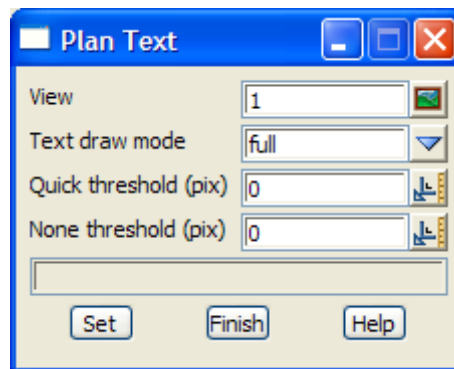 Plan Text
View 1
Text draw mode full
Quick threshold (pix) 0
None threshold (pix) 0
Set Finish Help